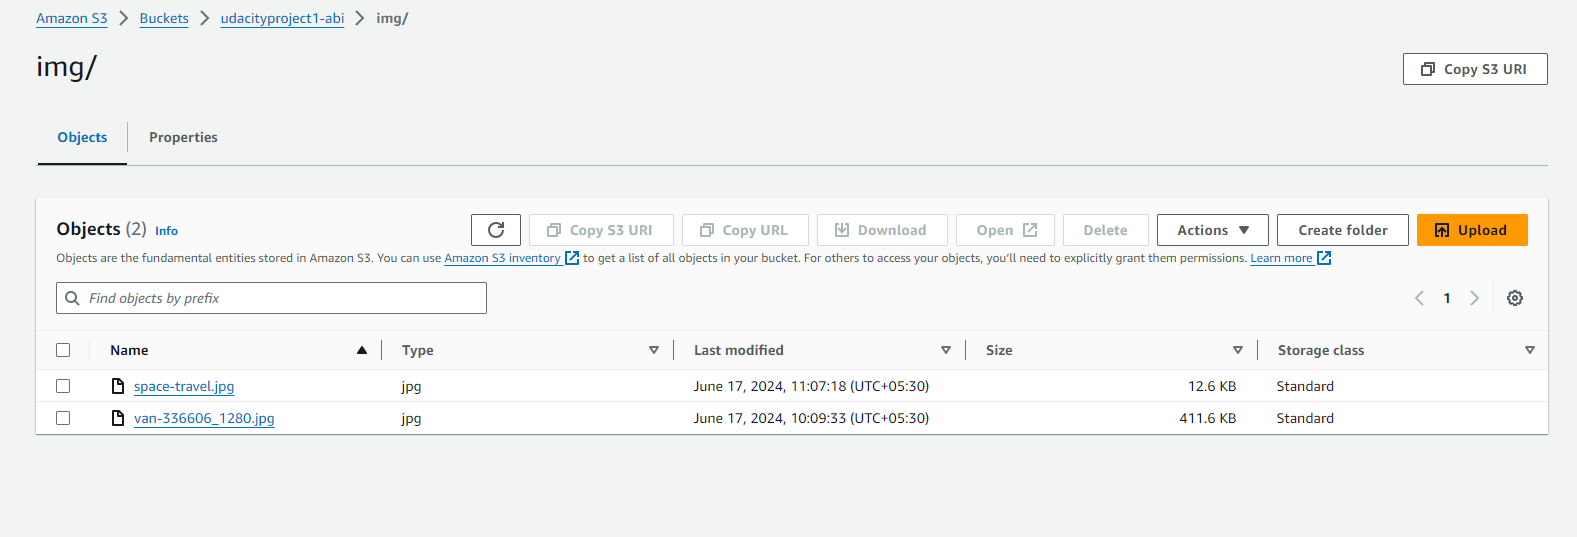 Amazon S3 > Buckets > udacityproject1-abi > img/
img/
Copy S3 URI
Objects Properties
Objects (2) Info
Copy S3 URI Copy URL Download Open Delete Actions Create folder Upload
Objects are the fundamental entities stored in Amazon S3. You can use Amazon S3 inventory to get a list of all objects in your bucket. For others to access your objects, you'll need to explicitly grant them permissions. Learn more
Find objects by prefix
1
Name Type Last modified Size Storage class
space-travel.jpg jpg June 17, 2024, 11:07:18 (UTC+05:30) 12.6 KB Standard
van-336606_1280.jpg jpg June 17, 2024, 10:09:33 (UTC+05:30) 411.6 KB Standard